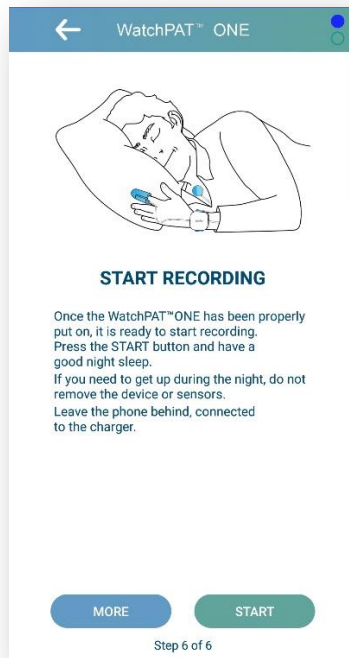 WatchPAT™ ONE
START RECORDING
Once the WatchPAT™ONE has been properly
put on, it is ready to start recording.
Press the START button and have a
good night sleep.
If you need to get up during the night, do not
remove the device or sensors.
Leave the phone behind, connected
to the charger.
MORE
START
Step 6 of 6